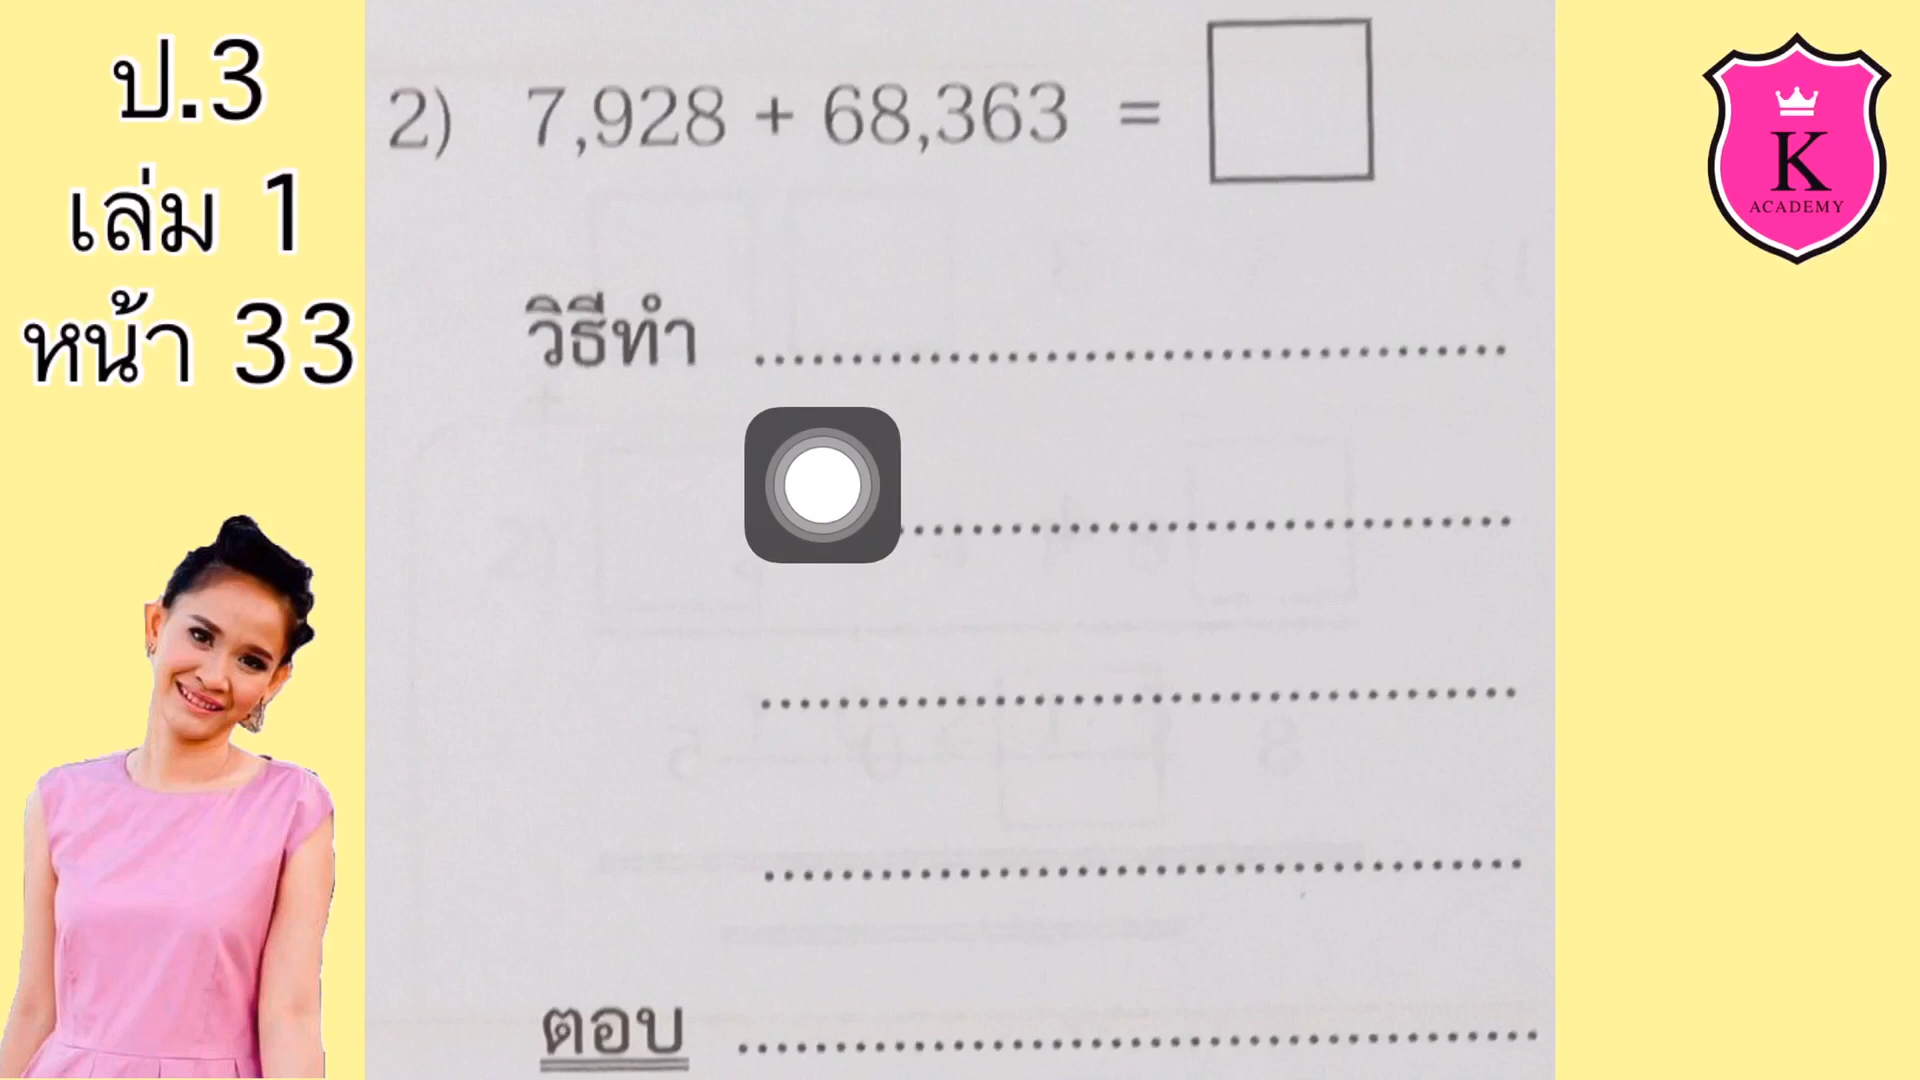 ป.3
เล่ม 1
หน้า 33
2) 7,928 + 68,363 =
วิธีทำ
ตอบ
K
ACADEMY